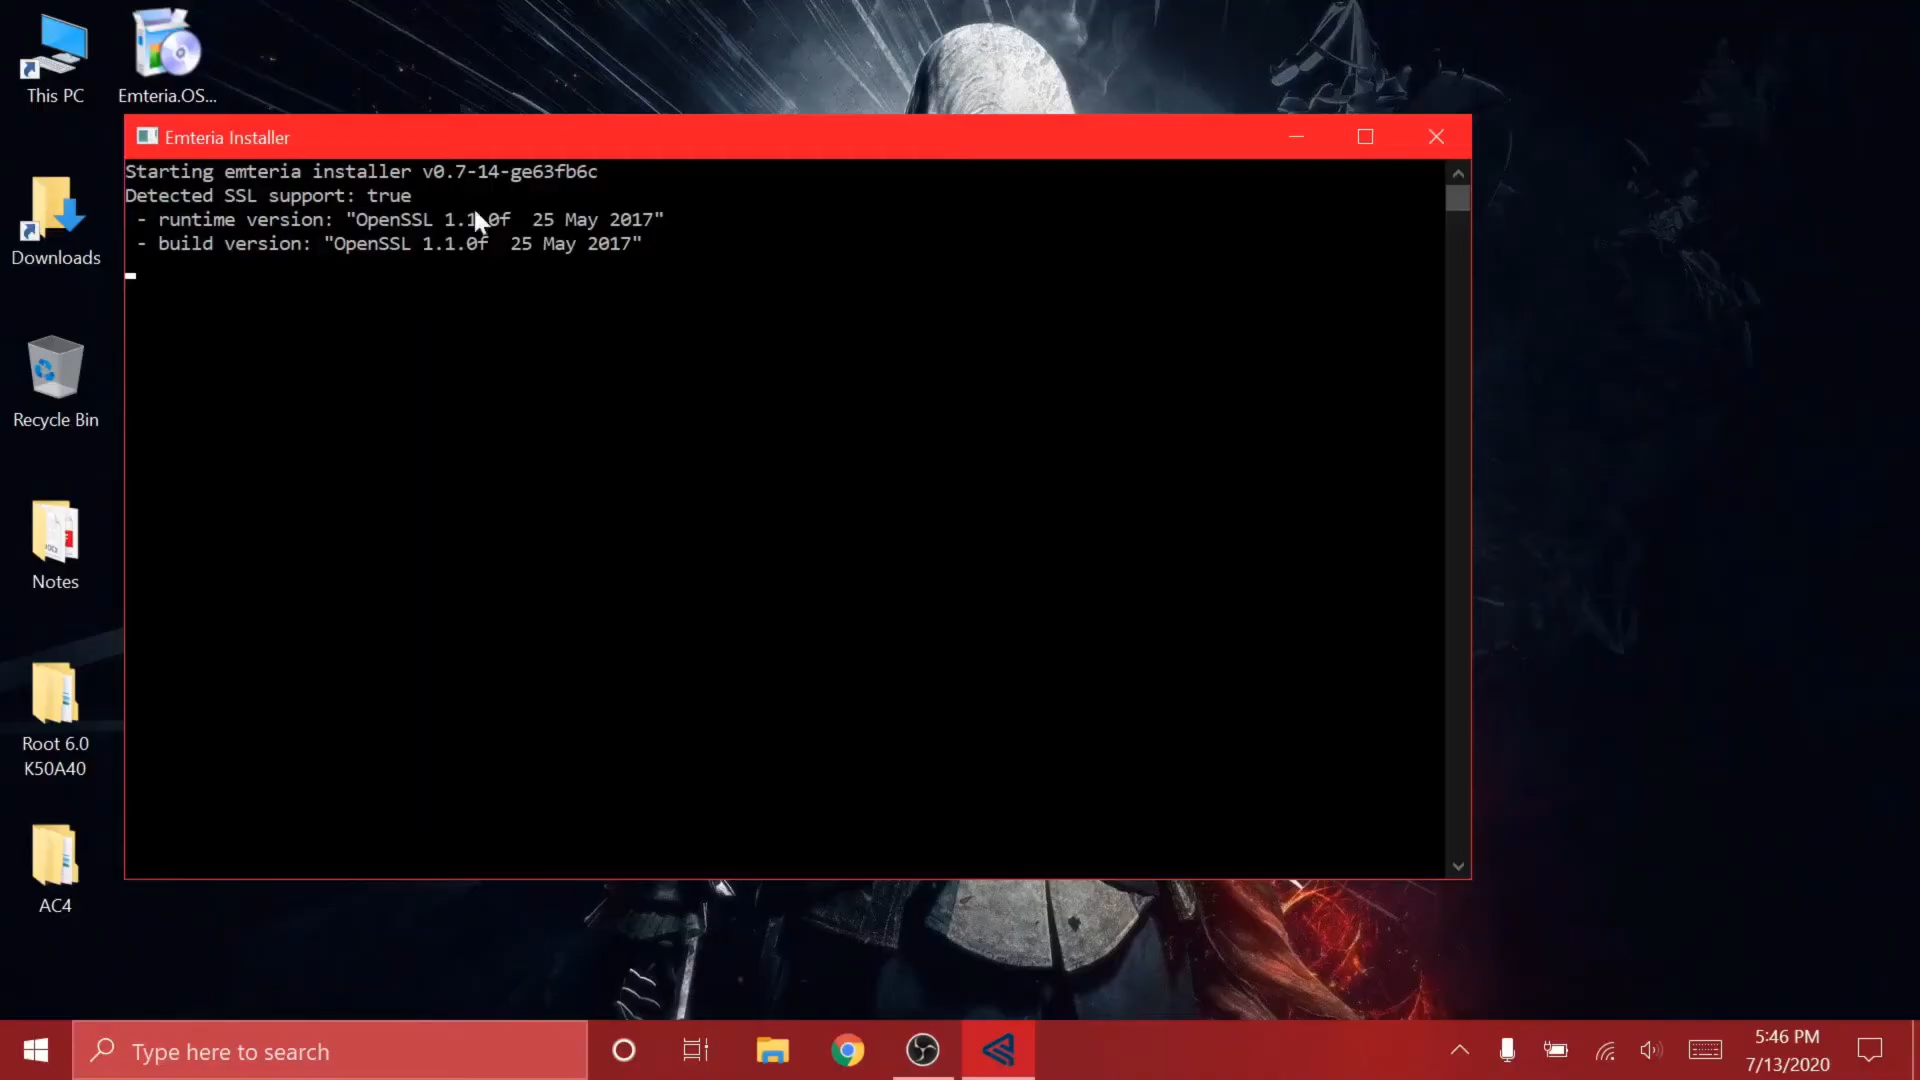 This PC
Emteria.OS...
Downloads
Recycle Bin
Notes
Root 6.0
K50A40
AC4
Emteria Installer
Starting emteria installer v0.7-14-ge63fb6c
Detected SSL support: true
- runtime version: "OpenSSL 1.1.0f  25 May 2017"
- build version: "OpenSSL 1.1.0f  25 May 2017"
Type here to search
5:46 PM
7/13/2020